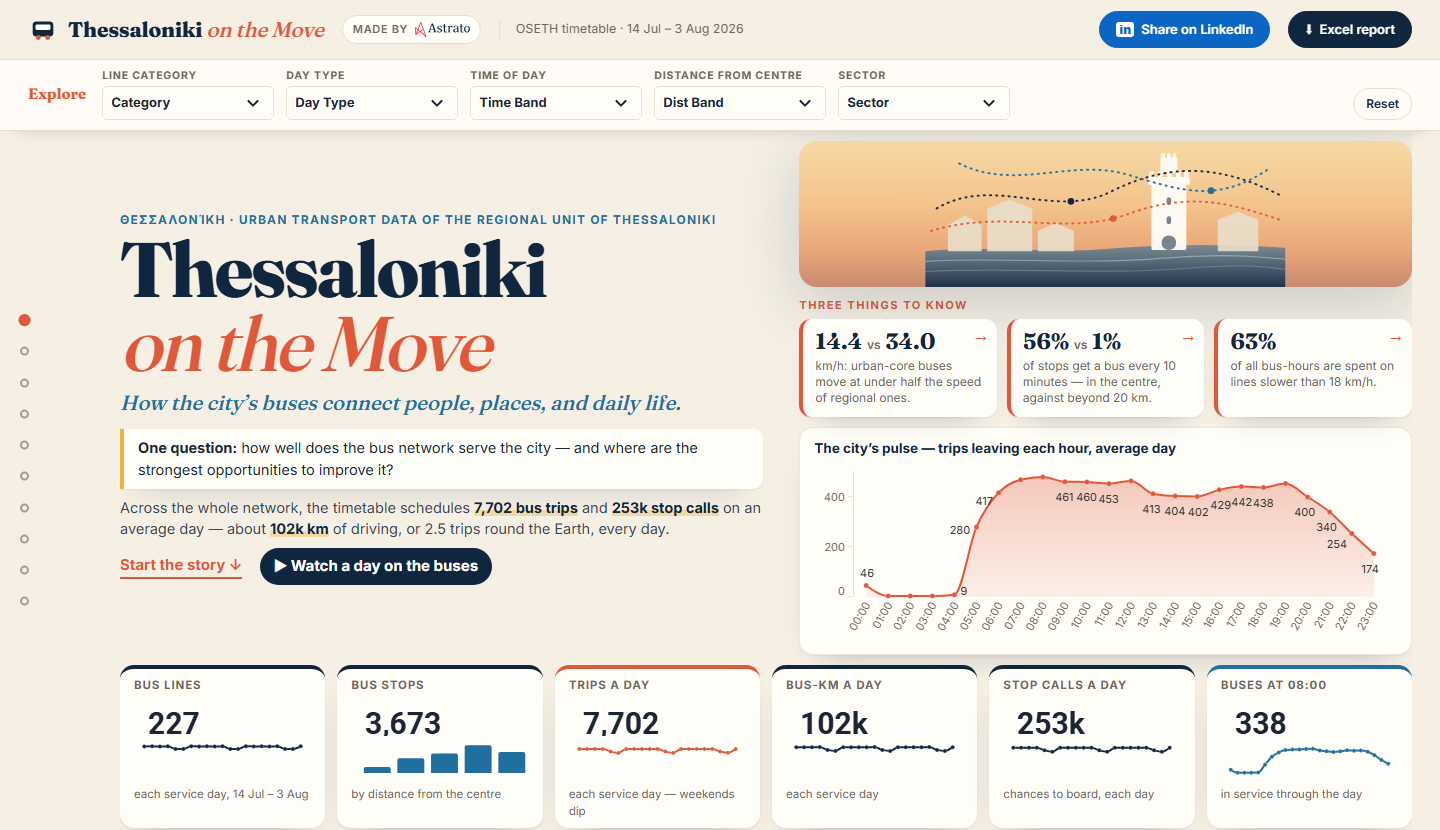 Thessaloniki on the Move
MADE BY Astrato
OSETH timetable · 14 Jul – 3 Aug 2026
in Share on LinkedIn
⬇ Excel report
Explore
LINE CATEGORY
Category
DAY TYPE
Day Type
TIME OF DAY
Time Band
DISTANCE FROM CENTRE
Dist Band
SECTOR
Sector
Reset
ΘΕΣΣΑΛΟΝΊΚΗ · URBAN TRANSPORT DATA OF THE REGIONAL UNIT OF THESSALONIKI
Thessaloniki
on the Move
How the city’s buses connect people, places, and daily life.
One question: how well does the bus network serve the city — and where are the
strongest opportunities to improve it?
Across the whole network, the timetable schedules 7,702 bus trips and 253k stop calls on an
average day — about 102k km of driving, or 2.5 trips round the Earth, every day.
Start the story ↓
▶ Watch a day on the buses
THREE THINGS TO KNOW
14.4 vs 34.0 →
km/h: urban-core buses
move at under half the speed
of regional ones.
56% vs 1% →
of stops get a bus every 10
minutes — in the centre,
against beyond 20 km.
63% →
of all bus-hours are spent on
lines slower than 18 km/h.
The city’s pulse — trips leaving each hour, average day
400
200
0
46
9
280
417
461
460
453
413
404
402
429
442
438
400
340
254
174
00:00
01:00
02:00
03:00
04:00
05:00
06:00
07:00
08:00
09:00
10:00
11:00
12:00
13:00
14:00
15:00
16:00
17:00
18:00
19:00
20:00
21:00
22:00
23:00
BUS LINES
227
each service day, 14 Jul – 3 Aug
BUS STOPS
3,673
by distance from the centre
TRIPS A DAY
7,702
each service day — weekends
dip
BUS-KM A DAY
102k
each service day
STOP CALLS A DAY
253k
chances to board, each day
BUSES AT 08:00
338
in service through the day